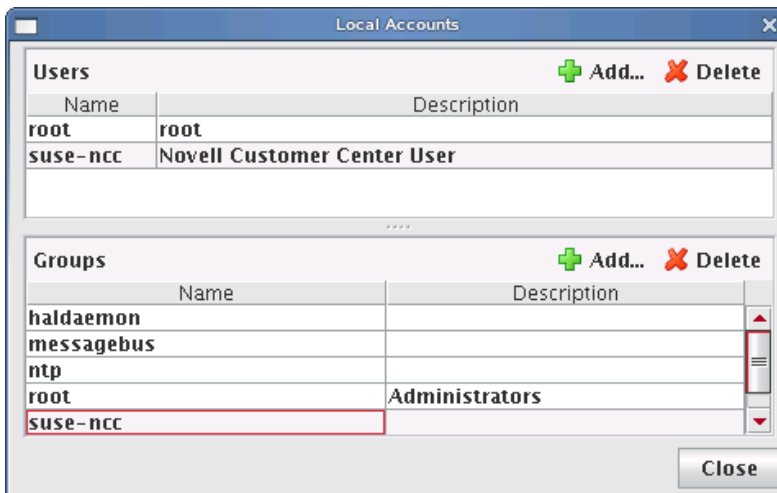 Local Accounts
Users Add... Delete
Name Description
root root
suse-ncc Novell Customer Center User
Groups Add... Delete
Name Description
haldaemon
messagebus
ntp
root Administrators
suse-ncc
Close